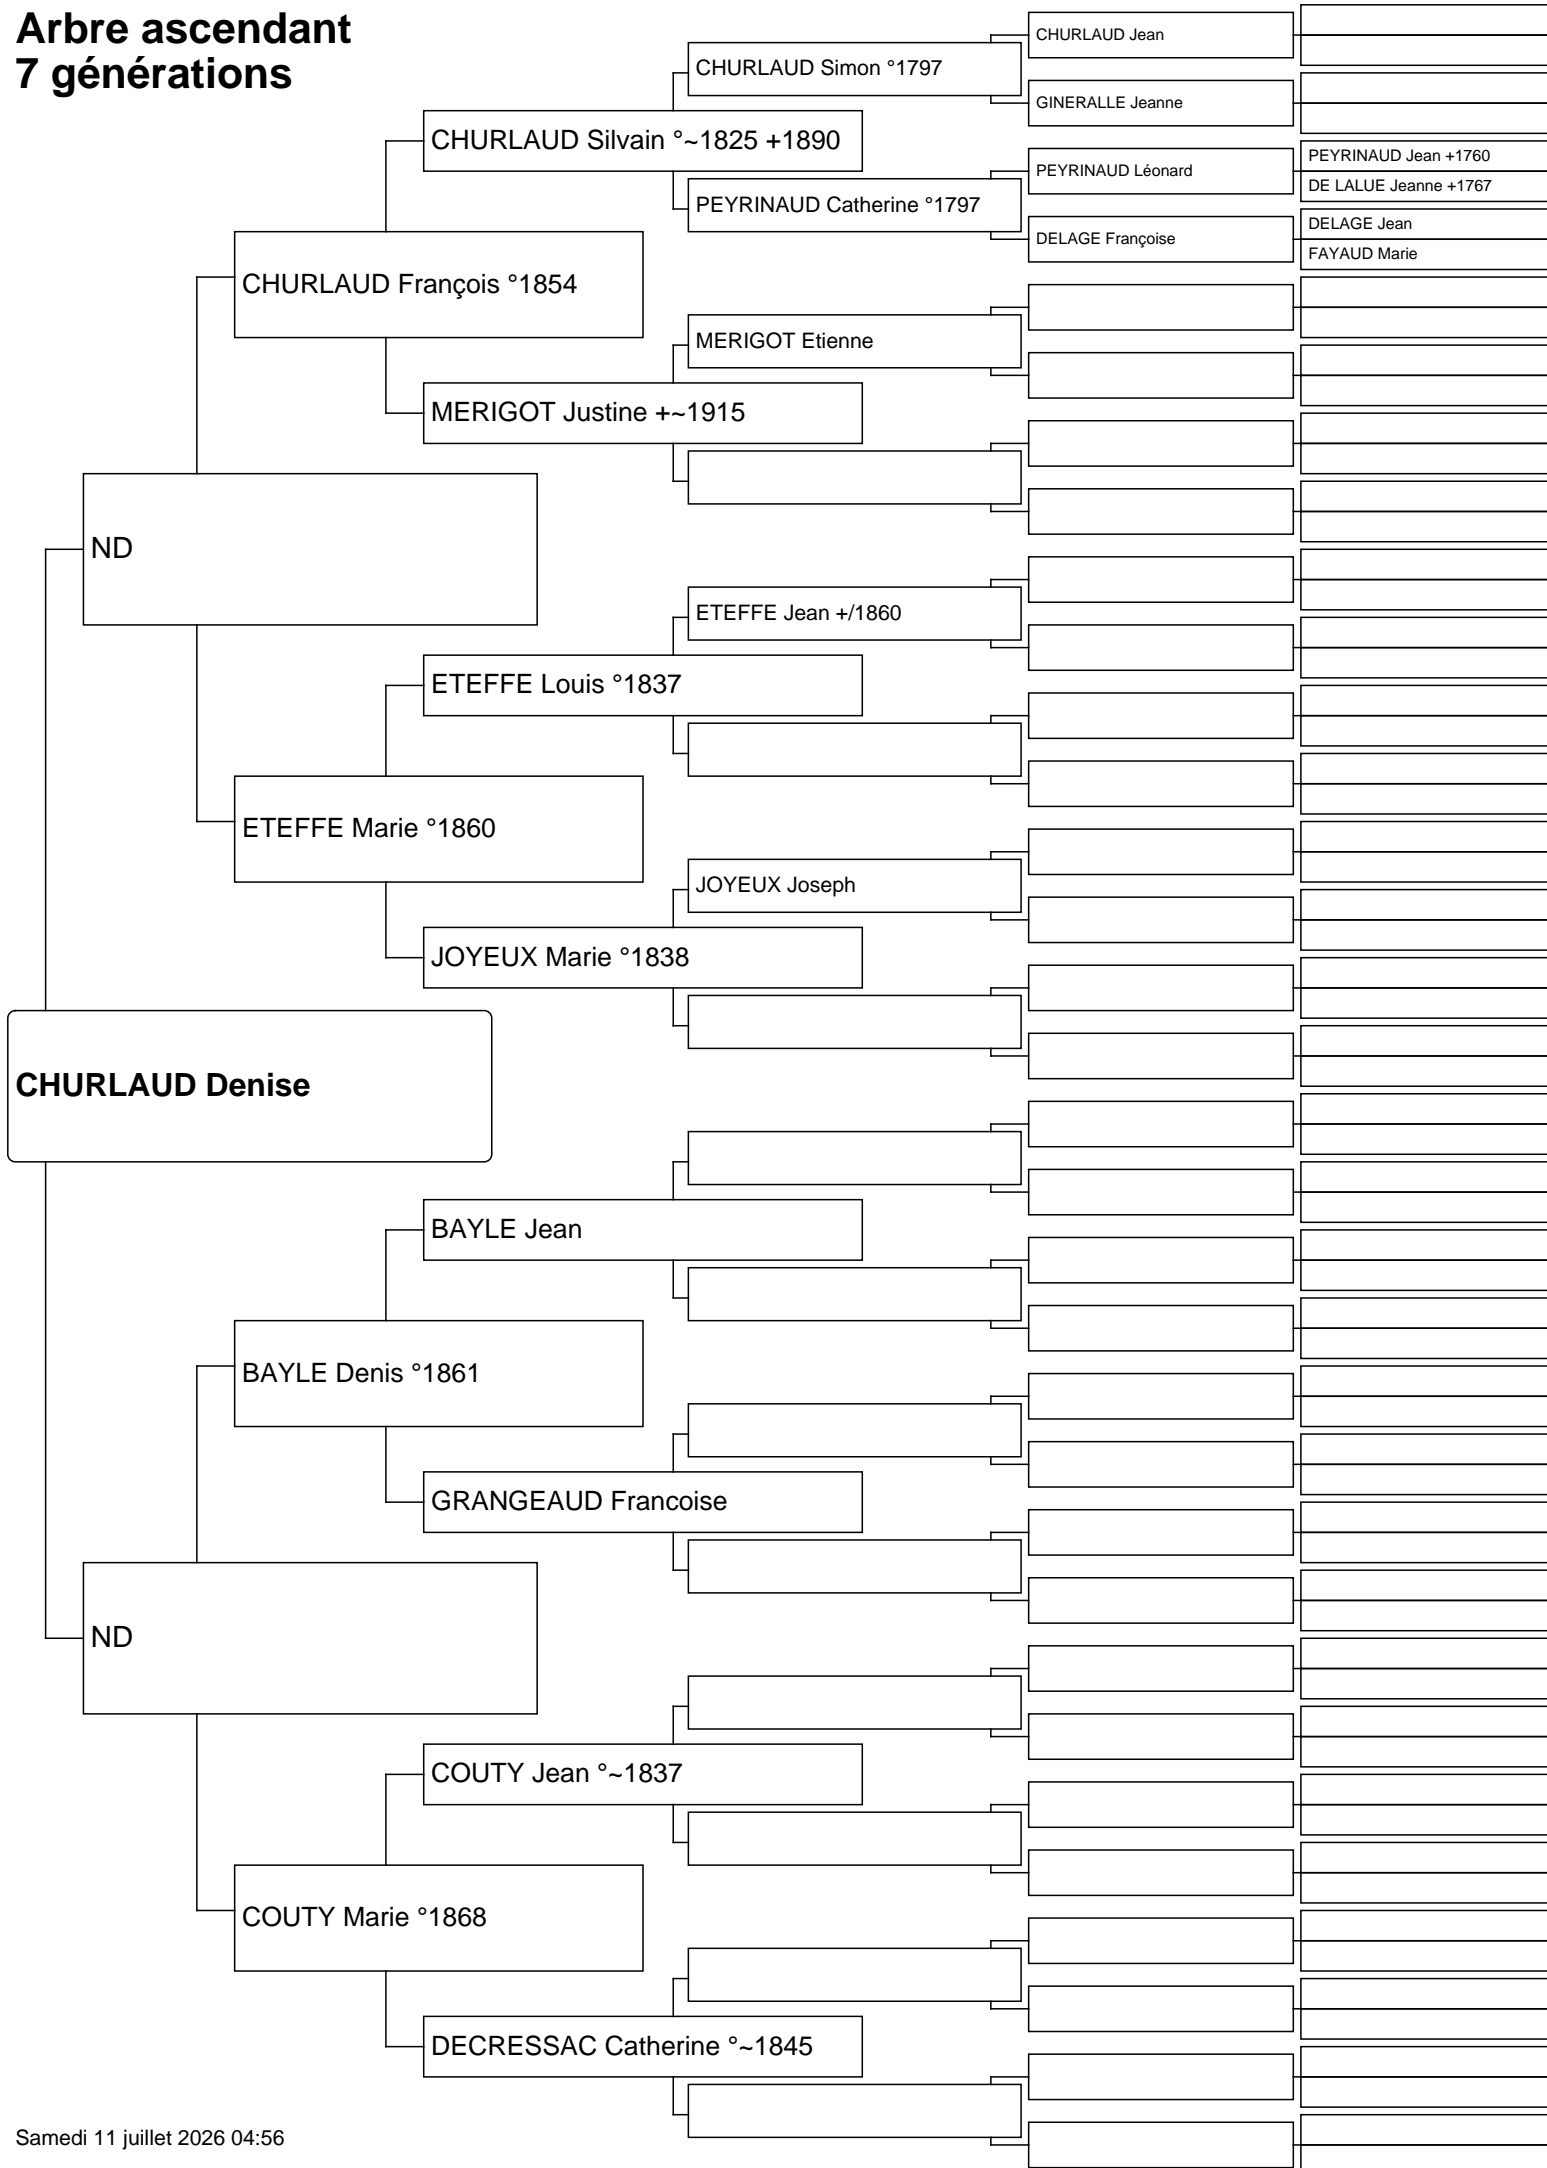 Arbre ascendant
7 générations
CHURLAUD Jean
CHURLAUD Simon °1797
GINERALLE Jeanne
CHURLAUD Silvain °~1825 +1890
PEYRINAUD Jean +1760
PEYRINAUD Léonard
DE LALUE Jeanne +1767
PEYRINAUD Catherine °1797
DELAGE Jean
DELAGE Françoise
FAYAUD Marie
CHURLAUD François °1854
MERIGOT Etienne
MERIGOT Justine +~1915
ND
ETEFFE Jean +/1860
ETEFFE Louis °1837
ETEFFE Marie °1860
JOYEUX Joseph
JOYEUX Marie °1838
CHURLAUD Denise
BAYLE Jean
BAYLE Denis °1861
GRANGEAUD Francoise
ND
COUTY Jean °~1837
COUTY Marie °1868
DECRESSAC Catherine °~1845
Samedi 11 juillet 2026 04:56